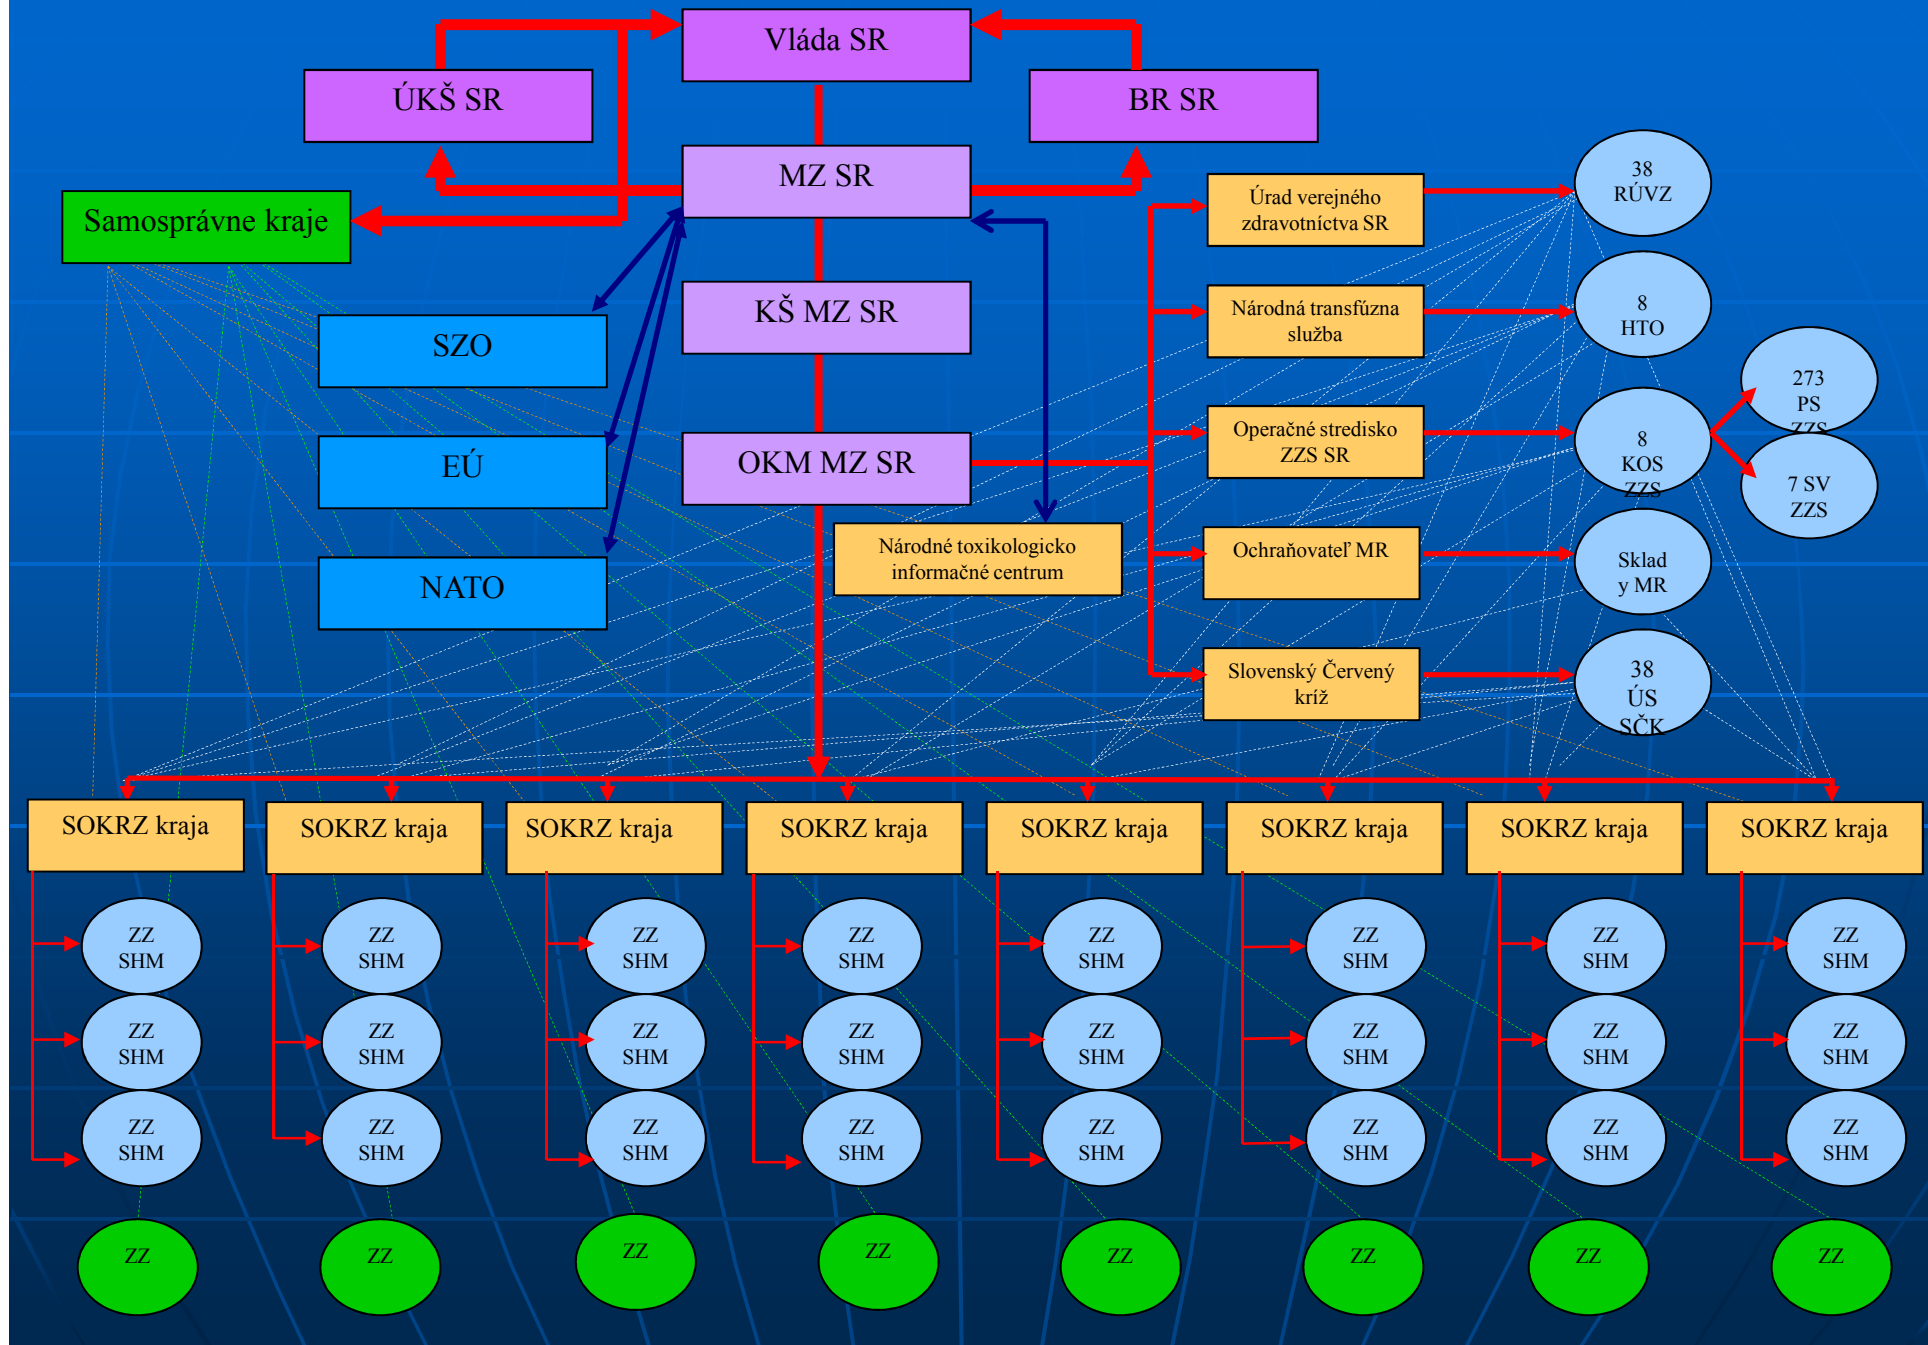 Vláda SR
ÚKŠ SR
BR SR
MZ SR
Samosprávne kraje
Úrad verejného
zdravotníctva SR
38
RÚVZ
KŠ MZ SR
SZO
Národná transfúzna
služba
8
HTO
273
PS
ZZS
OKM MZ SR
EÚ
Operačné stredisko
ZZS SR
8
KOS
ZZS
7 SV
ZZS
Národné toxikologicko
informačné centrum
NATO
Ochraňovateľ MR
Sklad
y MR
Slovenský Červený
kríž
38
ÚS
SČK
SOKRZ kraja
SOKRZ kraja
SOKRZ kraja
SOKRZ kraja
SOKRZ kraja
SOKRZ kraja
SOKRZ kraja
SOKRZ kraja
ZZ
SHM
ZZ
SHM
ZZ
SHM
ZZ
SHM
ZZ
SHM
ZZ
SHM
ZZ
SHM
ZZ
SHM
ZZ
SHM
ZZ
SHM
ZZ
SHM
ZZ
SHM
ZZ
SHM
ZZ
SHM
ZZ
SHM
ZZ
SHM
ZZ
SHM
ZZ
SHM
ZZ
SHM
ZZ
SHM
ZZ
SHM
ZZ
SHM
ZZ
SHM
ZZ
SHM
ZZ
ZZ
ZZ
ZZ
ZZ
ZZ
ZZ
ZZ